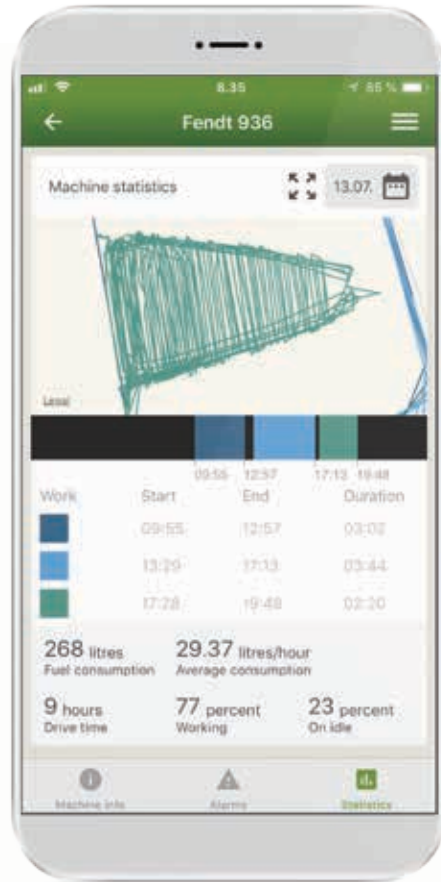 8.35 85 %
Fendt 936
Machine statistics 13.07.
Legal
09:55 12:57 17:13 19:48
Work Start End Duration
09:55 12:57 03:02
13:29 17:13 03:44
17:28 19:48 02:20
268 litres 29.37 litres/hour
Fuel consumption Average consumption
9 hours 77 percent 23 percent
Drive time Working On idle
Machine info Alarms Statistics